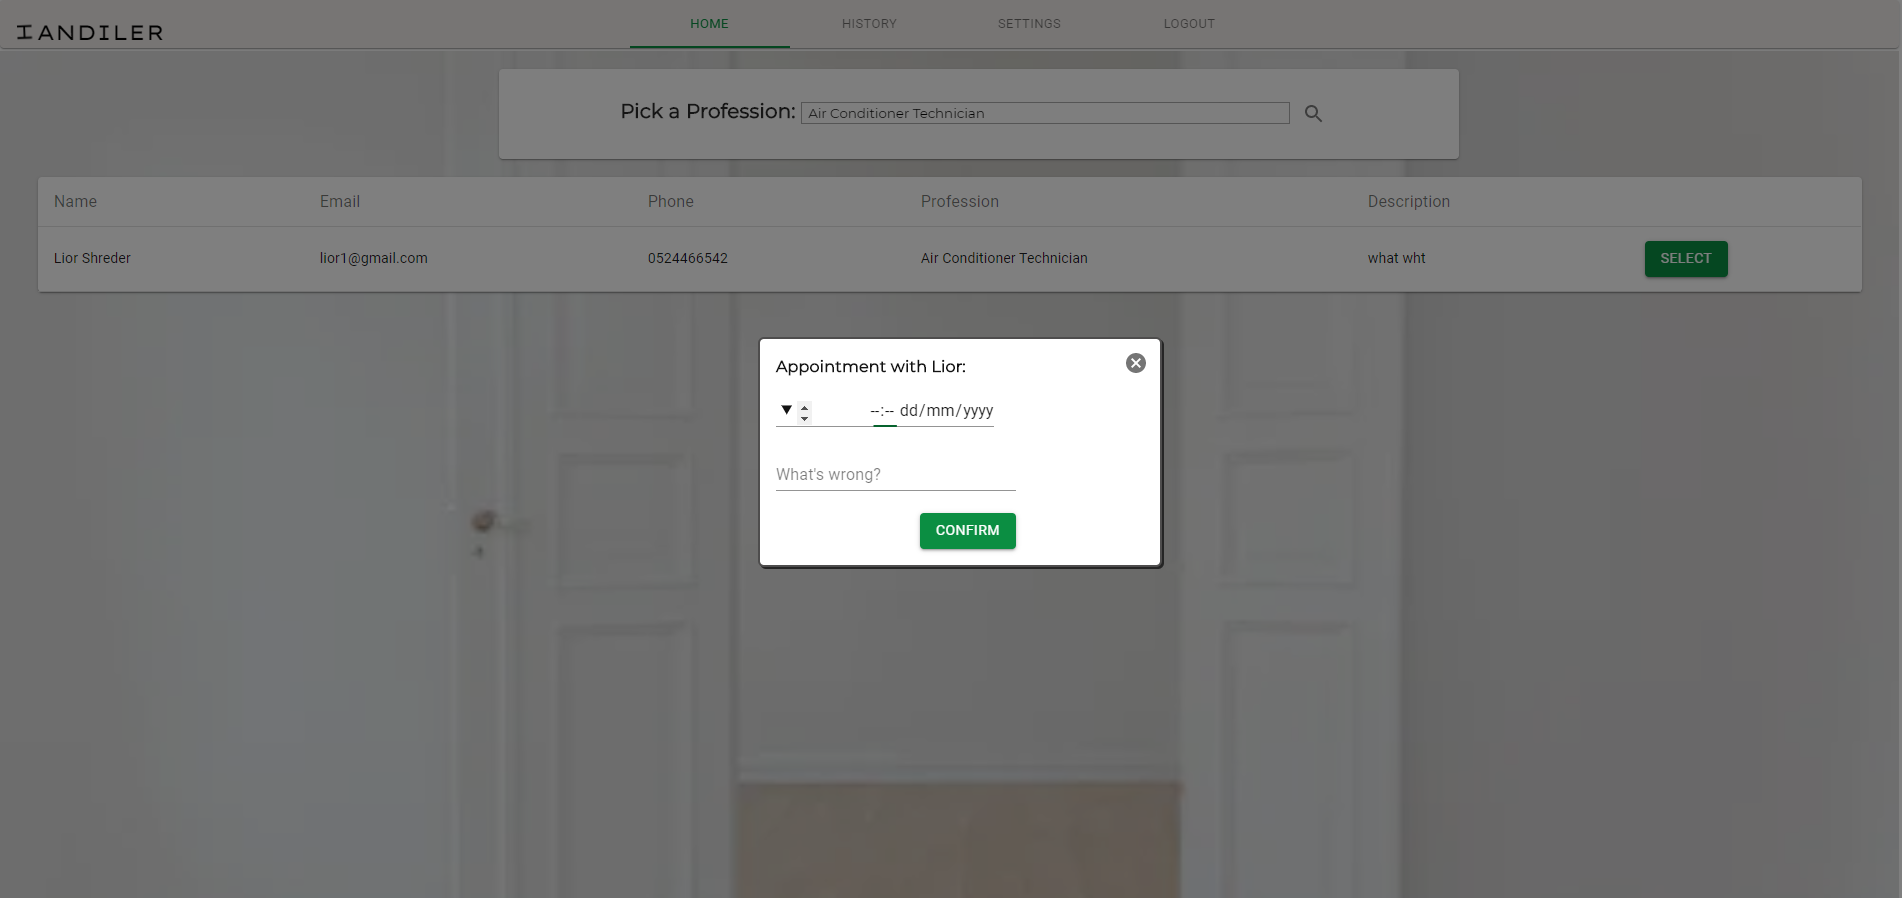 IANDILER
HOME HISTORY SETTINGS LOGOUT
Pick a Profession: Air Conditioner Technician
Name Email Phone Profession Description
Lior Shreder lior1@gmail.com 0524466542 Air Conditioner Technician what wht SELECT
Appointment with Lior:
--:-- dd/mm/yyyy
What's wrong?
CONFIRM